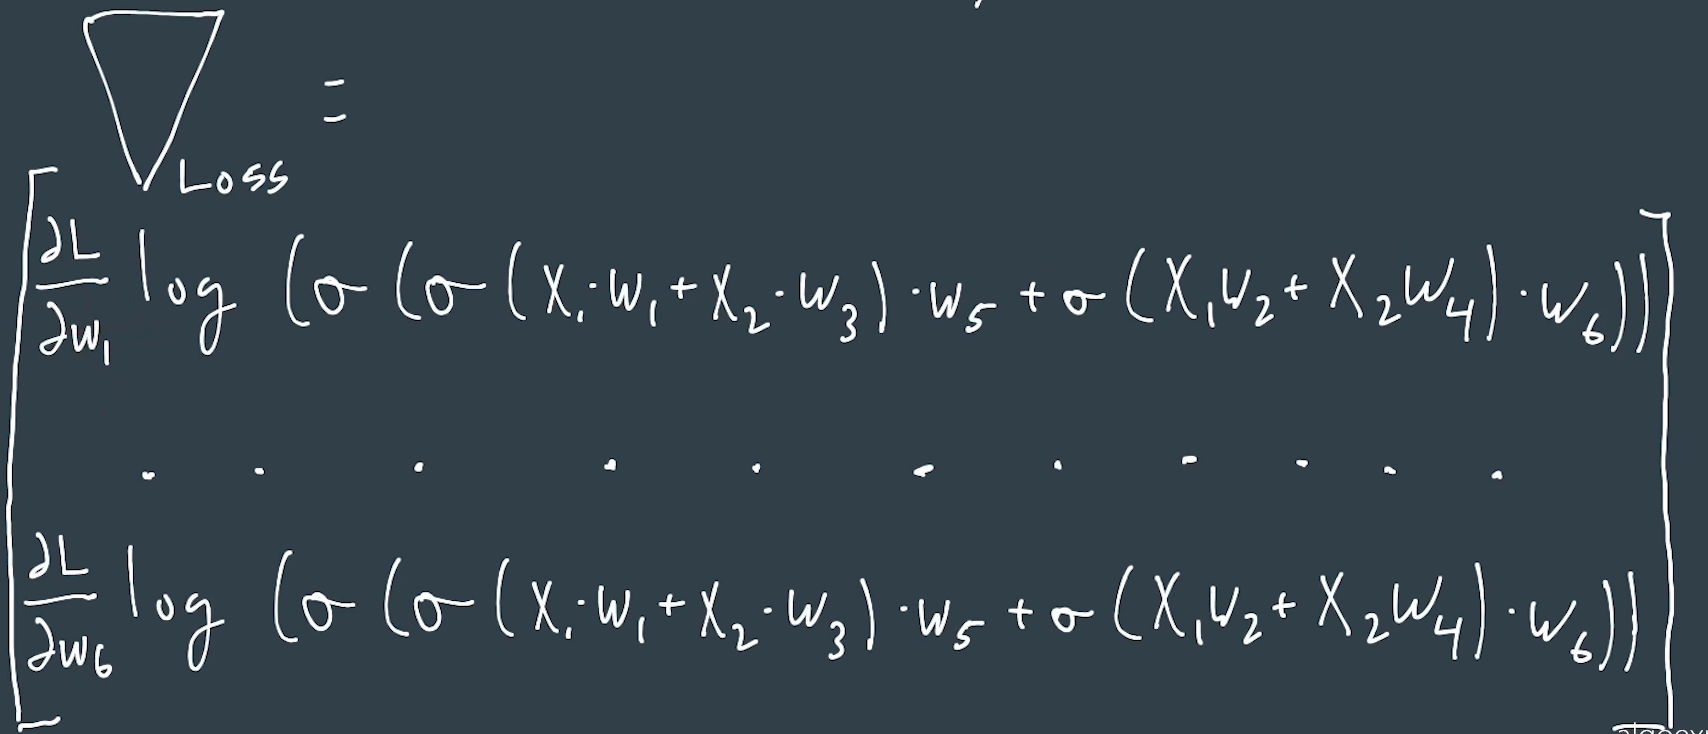 ∇Loss =
∂L/∂w₁ log (σ (σ (X₁·W₁ + X₂·W₃)·W₅ + σ (X₁W₂ + X₂W₄)·W₆))
. . . . . . . . . . .
∂L/∂w₆ log (σ (σ (X₁·W₁ + X₂·W₃)·W₅ + σ (X₁W₂ + X₂W₄)·W₆))